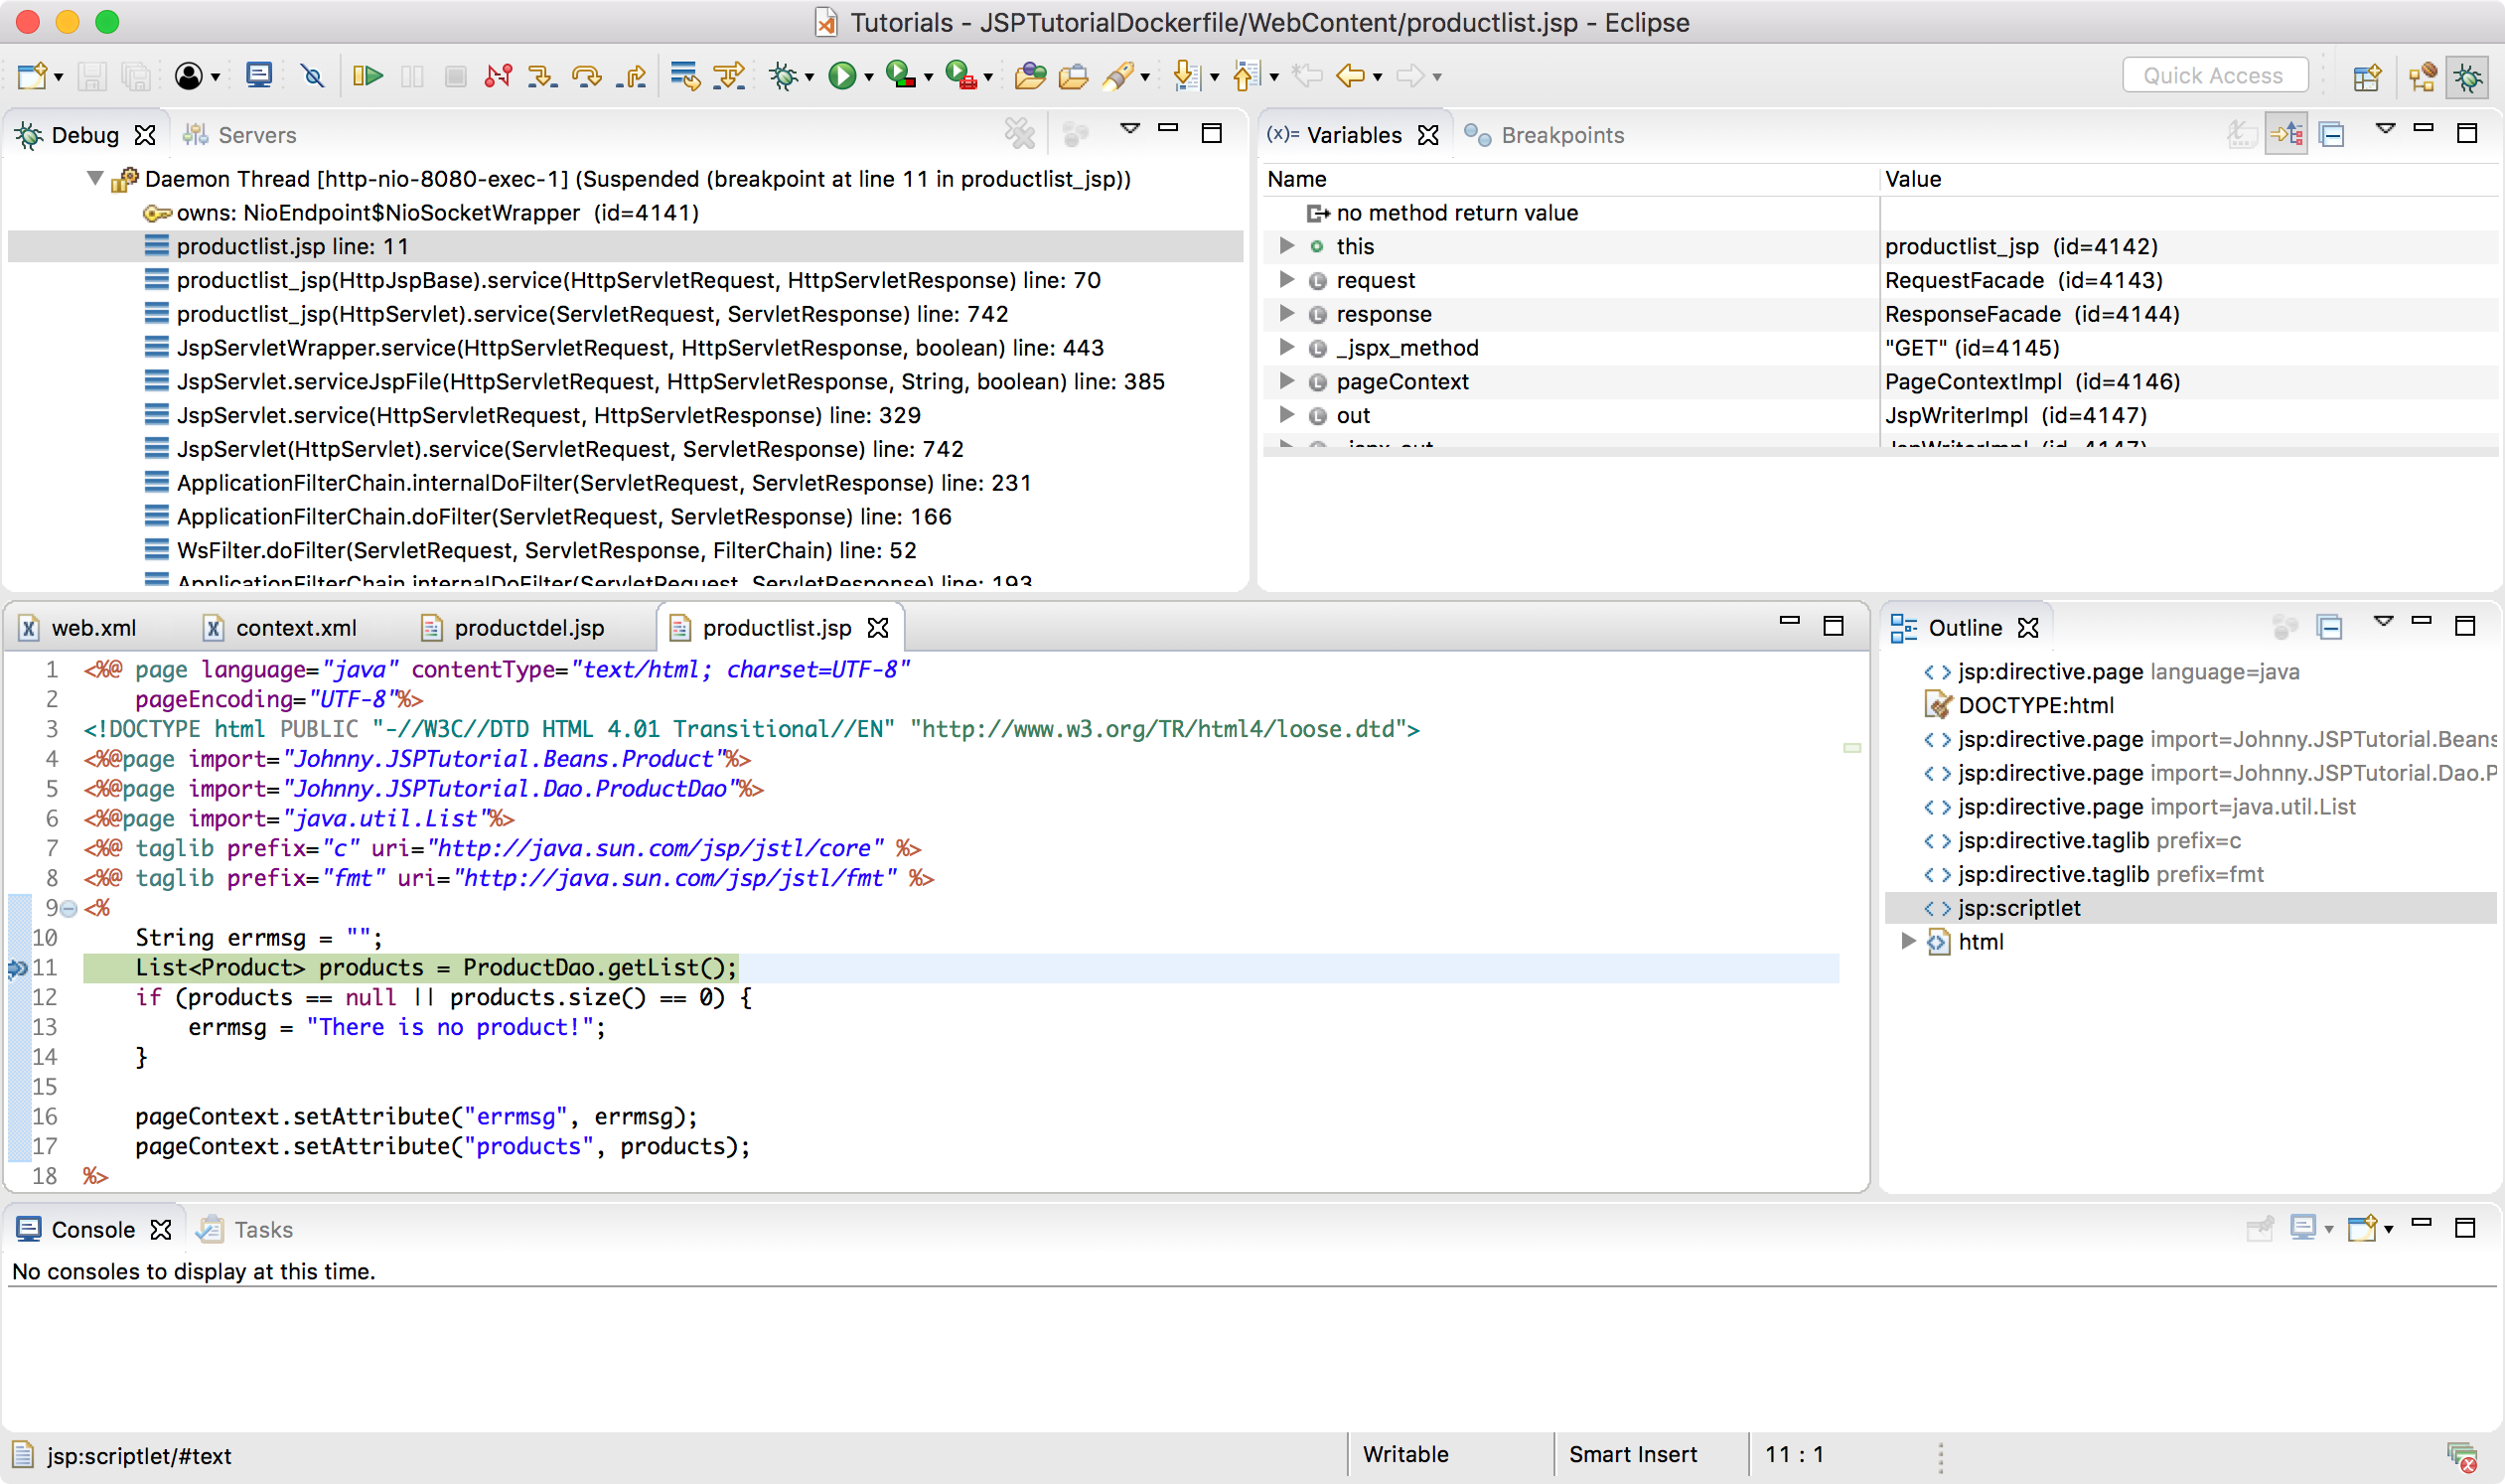 Tutorials - JSPTutorialDockerfile/WebContent/productlist.jsp - Eclipse
Quick Access
Debug Servers
Daemon Thread [http-nio-8080-exec-1] (Suspended (breakpoint at line 11 in productlist_jsp))
owns: NioEndpoint$NioSocketWrapper (id=4141)
productlist.jsp line: 11
productlist_jsp(HttpJspBase).service(HttpServletRequest, HttpServletResponse) line: 70
productlist_jsp(HttpServlet).service(ServletRequest, ServletResponse) line: 742
JspServletWrapper.service(HttpServletRequest, HttpServletResponse, boolean) line: 443
JspServlet.serviceJspFile(HttpServletRequest, HttpServletResponse, String, boolean) line: 385
JspServlet.service(HttpServletRequest, HttpServletResponse) line: 329
JspServlet(HttpServlet).service(ServletRequest, ServletResponse) line: 742
ApplicationFilterChain.internalDoFilter(ServletRequest, ServletResponse) line: 231
ApplicationFilterChain.doFilter(ServletRequest, ServletResponse) line: 166
WsFilter.doFilter(ServletRequest, ServletResponse, FilterChain) line: 52
ApplicationFilterChain.internalDoFilter(ServletRequest, ServletResponse) line: 193
(x)= Variables Breakpoints
Name Value
no method return value
this productlist_jsp (id=4142)
request RequestFacade (id=4143)
response ResponseFacade (id=4144)
_jspx_method "GET" (id=4145)
pageContext PageContextImpl (id=4146)
out JspWriterImpl (id=4147)
_jspx_out JspWriterImpl (id=4147)
web.xml context.xml productdel.jsp productlist.jsp
1 <%@ page language="java" contentType="text/html; charset=UTF-8"
2 pageEncoding="UTF-8"%>
3 <!DOCTYPE html PUBLIC "-//W3C//DTD HTML 4.01 Transitional//EN" "http://www.w3.org/TR/html4/loose.dtd">
4 <%@page import="Johnny.JSPTutorial.Beans.Product"%>
5 <%@page import="Johnny.JSPTutorial.Dao.ProductDao"%>
6 <%@page import="java.util.List"%>
7 <%@ taglib prefix="c" uri="http://java.sun.com/jsp/jstl/core" %>
8 <%@ taglib prefix="fmt" uri="http://java.sun.com/jsp/jstl/fmt" %>
9 <%
10 String errmsg = "";
11 List<Product> products = ProductDao.getList();
12 if (products == null || products.size() == 0) {
13 errmsg = "There is no product!";
14 }
15
16 pageContext.setAttribute("errmsg", errmsg);
17 pageContext.setAttribute("products", products);
18 %>
Outline
jsp:directive.page language=java
DOCTYPE:html
jsp:directive.page import=Johnny.JSPTutorial.Beans
jsp:directive.page import=Johnny.JSPTutorial.Dao.P
jsp:directive.page import=java.util.List
jsp:directive.taglib prefix=c
jsp:directive.taglib prefix=fmt
jsp:scriptlet
html
Console Tasks
No consoles to display at this time.
jsp:scriptlet/#text Writable Smart Insert 11 : 1